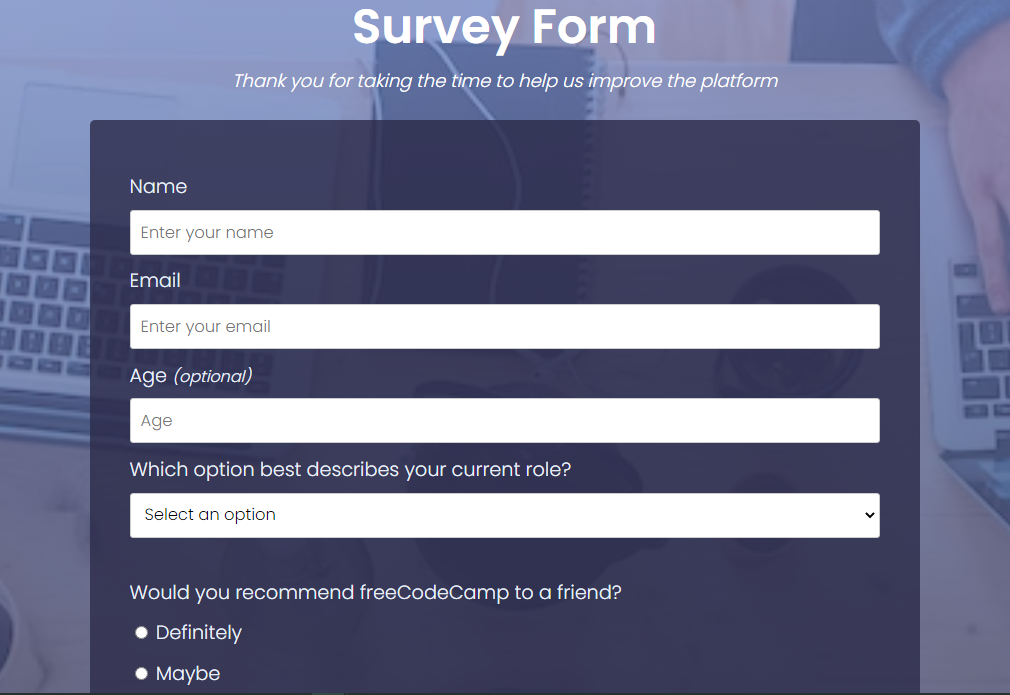 Survey Form
Thank you for taking the time to help us improve the platform
Name
Enter your name
Email
Enter your email
Age (optional)
Age
Which option best describes your current role?
Select an option
Would you recommend freeCodeCamp to a friend?
Definitely
Maybe